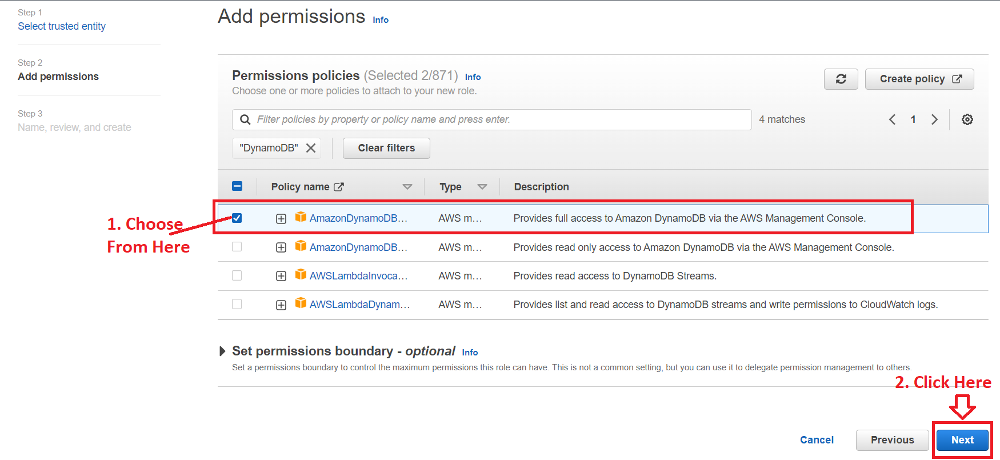 Step 1
Select trusted entity
Step 2
Add permissions
Step 3
Name, review, and create
Add permissions Info
Permissions policies (Selected 2/871) Info
Choose one or more policies to attach to your new role.
Create policy
Filter policies by property or policy name and press enter.
4 matches
1
"DynamoDB"
Clear filters
Policy name Type Description
AmazonDynamoDB… AWS m… Provides full access to Amazon DynamoDB via the AWS Management Console.
AmazonDynamoDB… AWS m… Provides read only access to Amazon DynamoDB via the AWS Management Console.
AWSLambdaInvoca… AWS m… Provides read access to DynamoDB Streams.
AWSLambdaDynam… AWS m… Provides list and read access to DynamoDB streams and write permissions to CloudWatch logs.
1. Choose
From Here
Set permissions boundary - optional Info
Set a permissions boundary to control the maximum permissions this role can have. This is not a common setting, but you can use it to delegate permission management to others.
2. Click Here
Cancel Previous Next